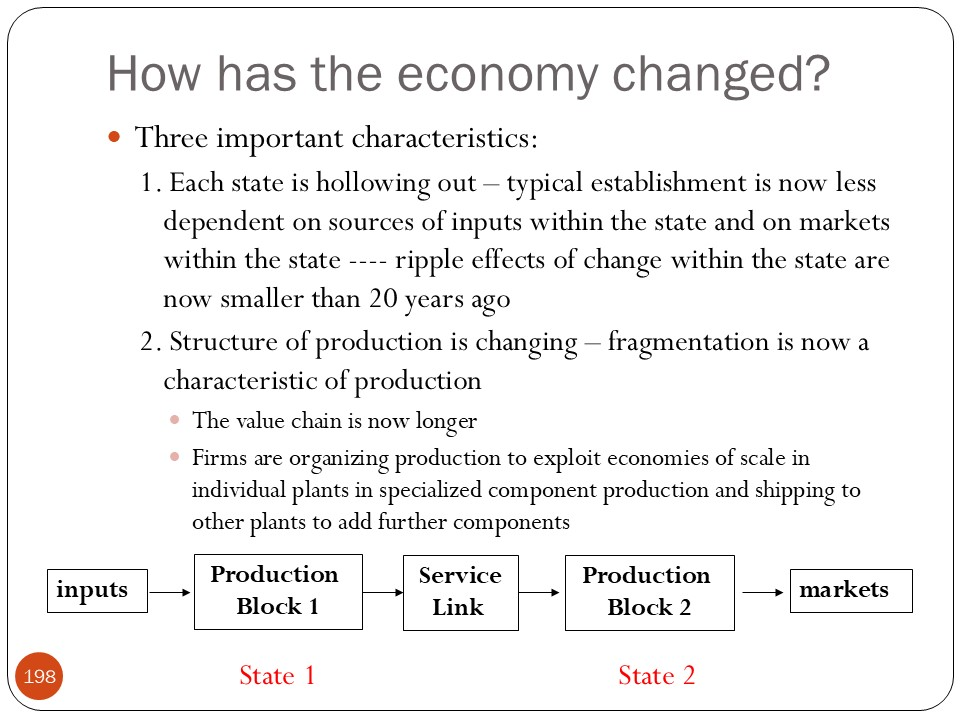 How has the economy changed?
Three important characteristics:
1. Each state is hollowing out – typical establishment is now less
dependent on sources of inputs within the state and on markets
within the state ---- ripple effects of change within the state are
now smaller than 20 years ago
2. Structure of production is changing – fragmentation is now a
characteristic of production
The value chain is now longer
Firms are organizing production to exploit economies of scale in
individual plants in specialized component production and shipping to
other plants to add further components
inputs
Production
Block 1
Service
Link
Production
Block 2
markets
State 1
State 2
198